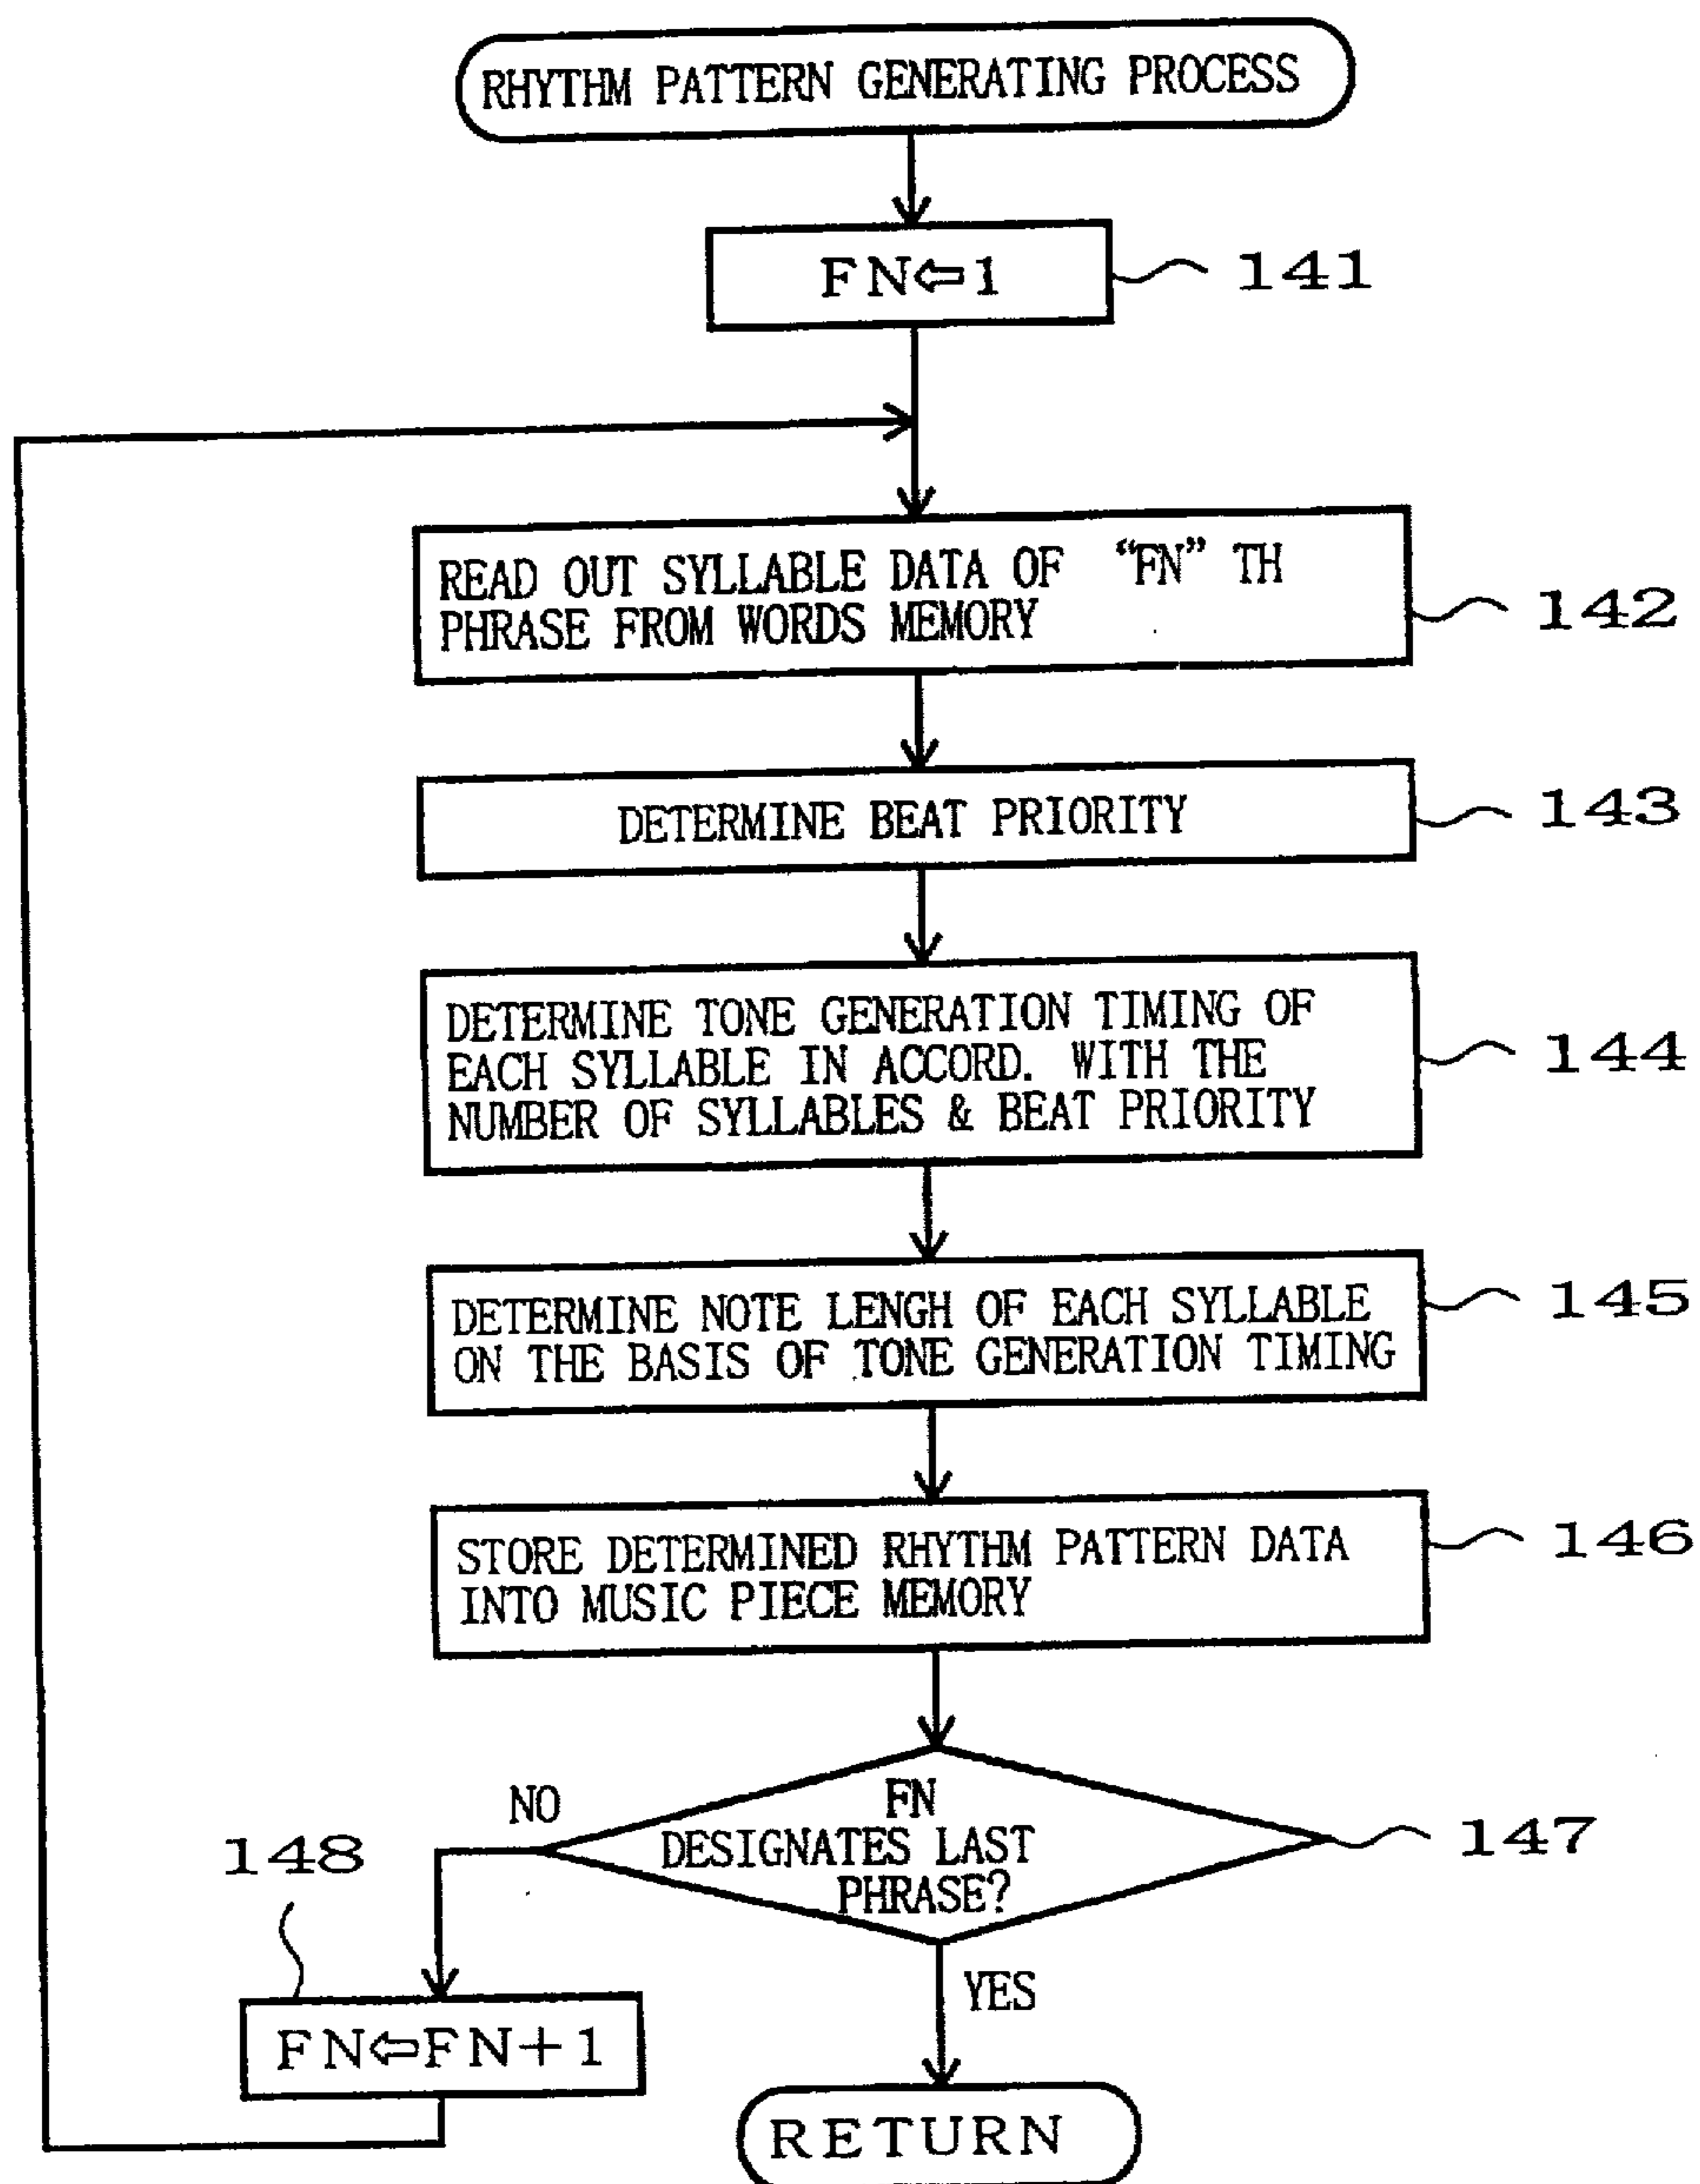 RHYTHM PATTERN GENERATING PROCESS
FN⇦1
141
READ OUT SYLLABLE DATA OF “FN” TH
PHRASE FROM WORDS MEMORY
142
DETERMINE BEAT PRIORITY
143
DETERMINE TONE GENERATION TIMING OF
EACH SYLLABLE IN ACCORD. WITH THE
NUMBER OF SYLLABLES & BEAT PRIORITY
144
DETERMINE NOTE LENGH OF EACH SYLLABLE
ON THE BASIS OF TONE GENERATION TIMING
145
STORE DETERMINED RHYTHM PATTERN DATA
INTO MUSIC PIECE MEMORY
146
NO
FN
DESIGNATES LAST
PHRASE?
147
148
YES
FN⇦FN+1
RETURN